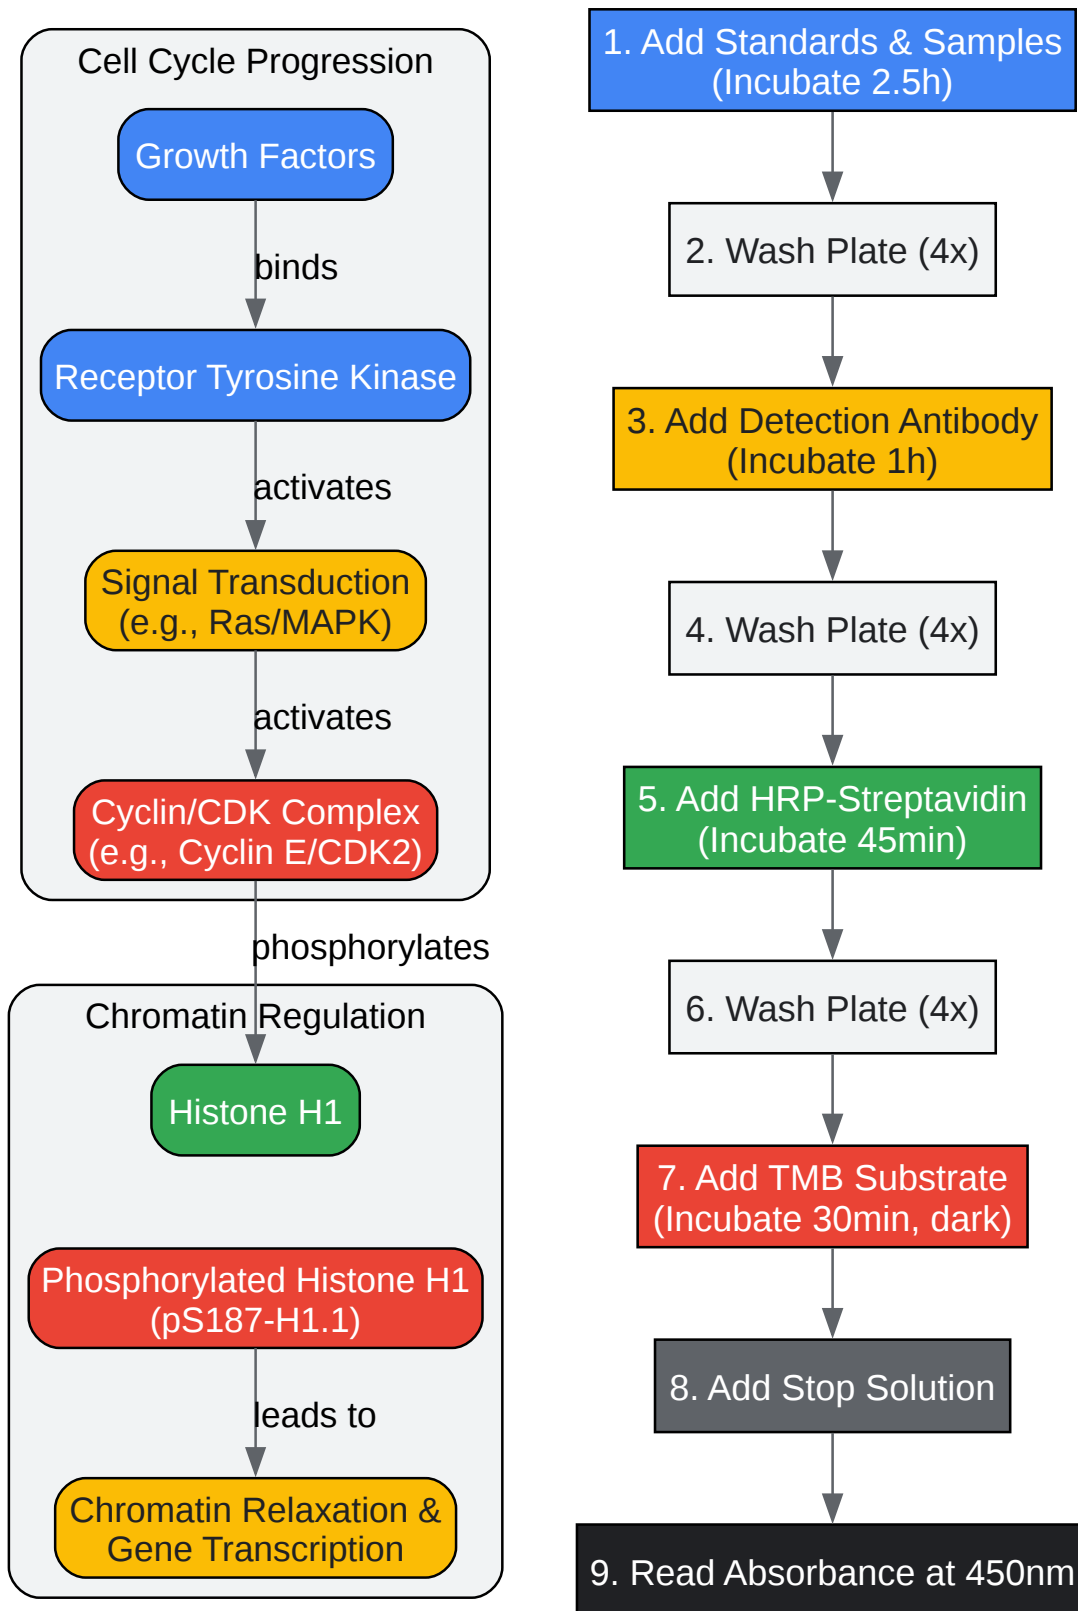 Cell Cycle Progression
Growth Factors
binds
Receptor Tyrosine Kinase
activates
Signal Transduction
(e.g., Ras/MAPK)
activates
Cyclin/CDK Complex
(e.g., Cyclin E/CDK2)
phosphorylates
Chromatin Regulation
Histone H1
Phosphorylated Histone H1
(pS187-H1.1)
leads to
Chromatin Relaxation &
Gene Transcription
1. Add Standards & Samples
(Incubate 2.5h)
2. Wash Plate (4x)
3. Add Detection Antibody
(Incubate 1h)
4. Wash Plate (4x)
5. Add HRP-Streptavidin
(Incubate 45min)
6. Wash Plate (4x)
7. Add TMB Substrate
(Incubate 30min, dark)
8. Add Stop Solution
9. Read Absorbance at 450nm